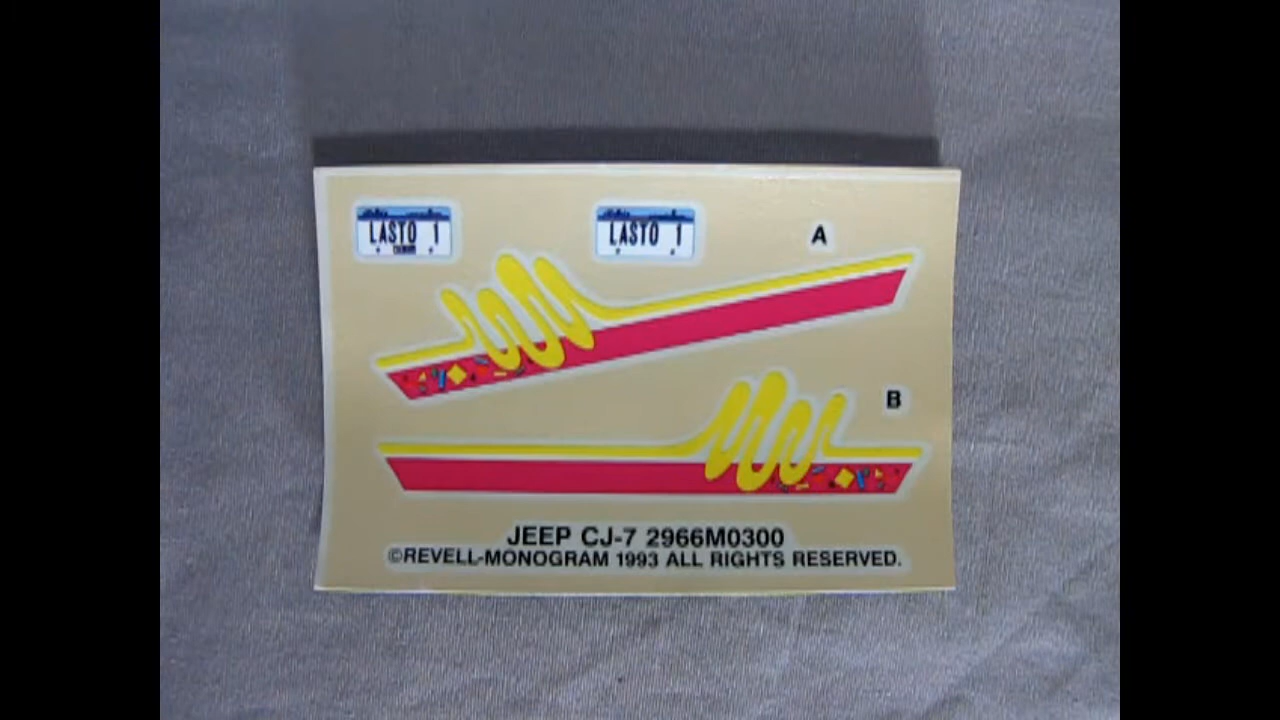 LASTO 1
LASTO 1
A
B
JEEP CJ-7 2966M0300
©REVELL-MONOGRAM 1993 ALL RIGHTS RESERVED.